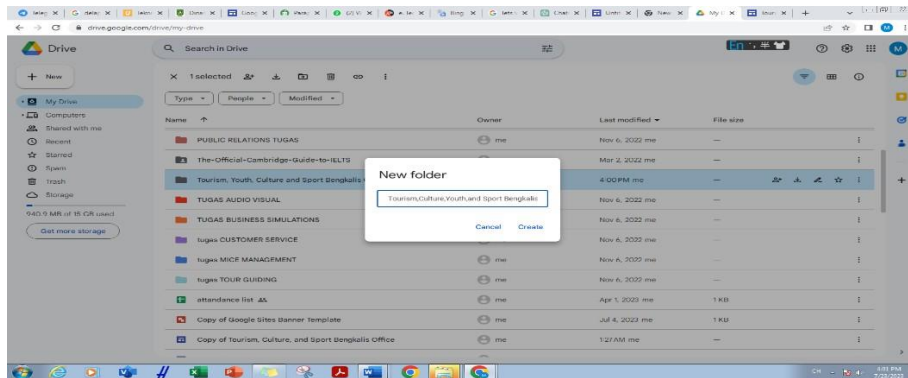 drive.google.com/drive/my-drive
Drive
Search in Drive
En
M
New
1 selected
My Drive
Computers
Shared with me
Recent
Starred
Spam
Trash
Storage
940.9 MB of 15 GB used
Get more storage
Type
People
Modified
Name
Owner
Last modified
File size
PUBLIC RELATIONS TUGAS
me
Nov 6, 2022 me
—
The-Official-Cambridge-Guide-to-IELTS
Mar 2, 2022 me
—
Tourism, Youth, Culture and Sport Bengkalis
4:00 PM me
—
TUGAS AUDIO VISUAL
Nov 6, 2022 me
—
TUGAS BUSINESS SIMULATIONS
Nov 6, 2022 me
—
tugas CUSTOMER SERVICE
Nov 6, 2022 me
—
tugas MICE MANAGEMENT
me
Nov 6, 2022 me
—
tugas TOUR GUIDING
me
Nov 6, 2022 me
—
attendance list
me
Apr 1, 2023 me
1 KB
Copy of Google Sites Banner Template
me
Jul 4, 2023 me
1 KB
Copy of Tourism, Culture, and Sport Bengkalis Office
me
1:27 AM me
—
New folder
Tourism,Culture,Youth,and Sport Bengkalis
Cancel
Create
CH
4:01 PM